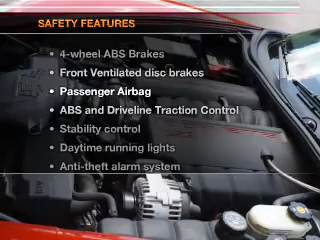 SAFETY FEATURES
• 4-wheel ABS Brakes
• Front Ventilated disc brakes
• Passenger Airbag
• ABS and Driveline Traction Control
• Stability control
• Daytime running lights
• Anti-theft alarm system